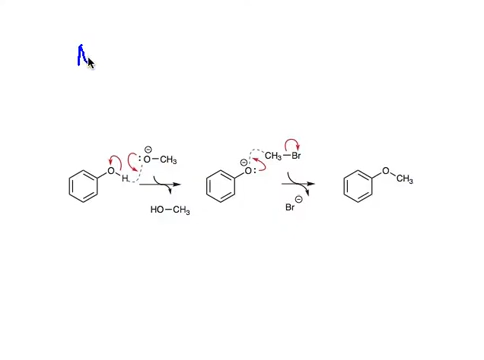 :O⊖—CH₃
O
H
HO—CH₃
⊖
O:
CH₃—Br
Br⊖
O
CH₃